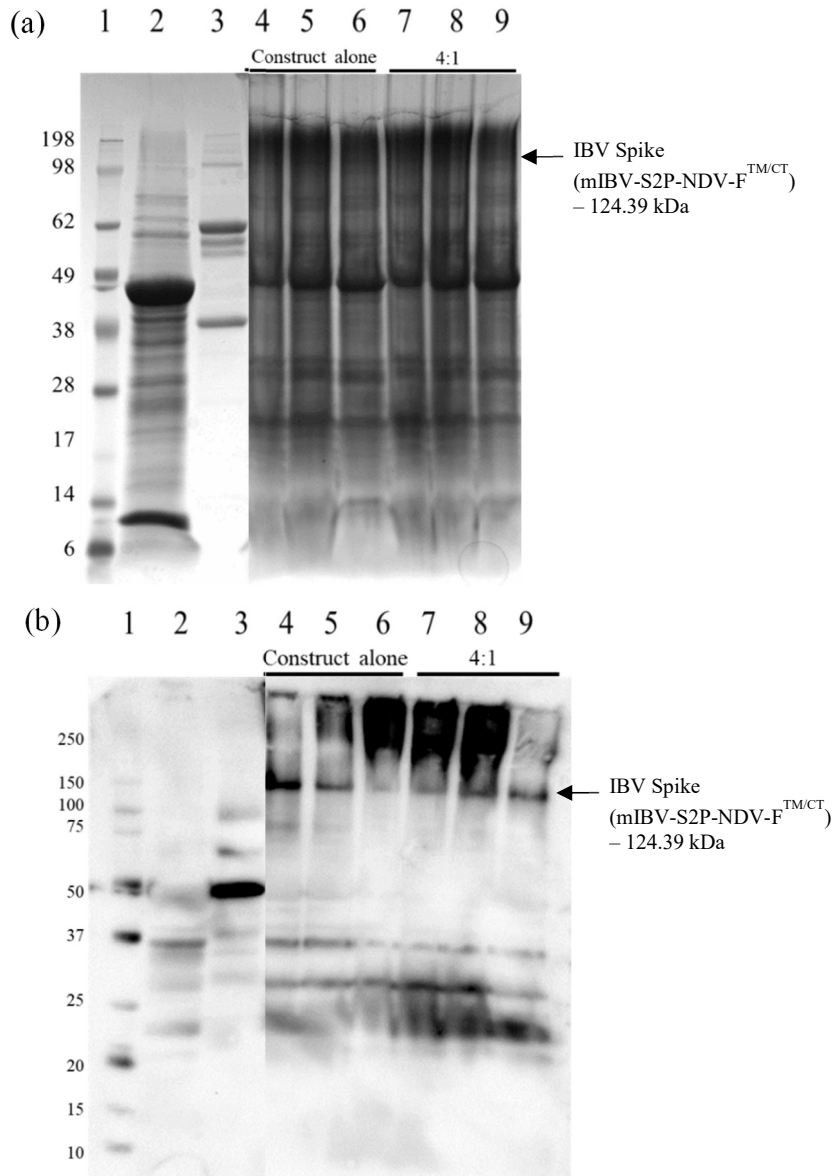 (a)
1 2 3 4 5 6 7 8 9
Construct alone 4:1
198
98
62
49
38
28
17
14
6
IBV Spike
(mIBV-S2P-NDV-F^TM/CT)
– 124.39 kDa
(b)
1 2 3 4 5 6 7 8 9
Construct alone 4:1
250
150
100
75
50
37
25
20
15
10
IBV Spike
(mIBV-S2P-NDV-F^TM/CT)
– 124.39 kDa